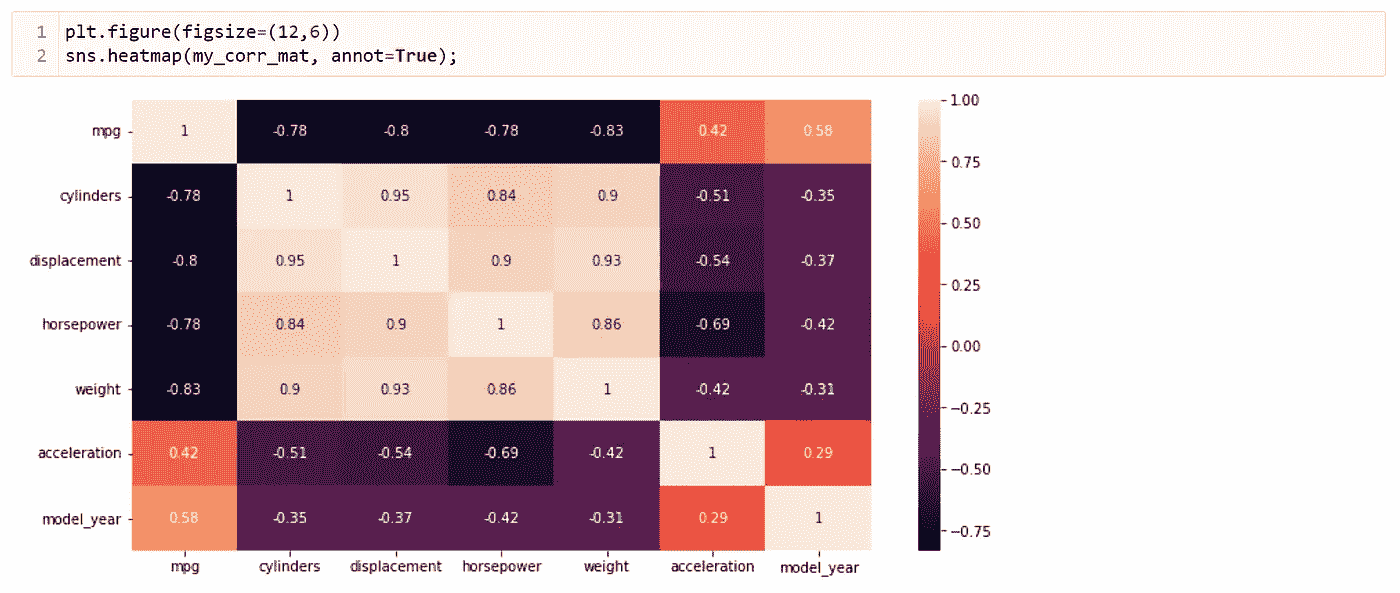 1 plt.figure(figsize=(12,6))
2 sns.heatmap(my_corr_mat, annot=True);
mpg 1 -0.78 -0.8 -0.78 -0.83 0.42 0.58
cylinders -0.78 1 0.95 0.84 0.9 -0.51 -0.35
displacement -0.8 0.95 1 0.9 0.93 -0.54 -0.37
horsepower -0.78 0.84 0.9 1 0.86 -0.69 -0.42
weight -0.83 0.9 0.93 0.86 1 -0.42 -0.31
acceleration 0.42 -0.51 -0.54 -0.69 -0.42 1 0.29
model_year 0.58 -0.35 -0.37 -0.42 -0.31 0.29 1
mpg cylinders displacement horsepower weight acceleration model_year
1.00
0.75
0.50
0.25
0.00
−0.25
−0.50
−0.75